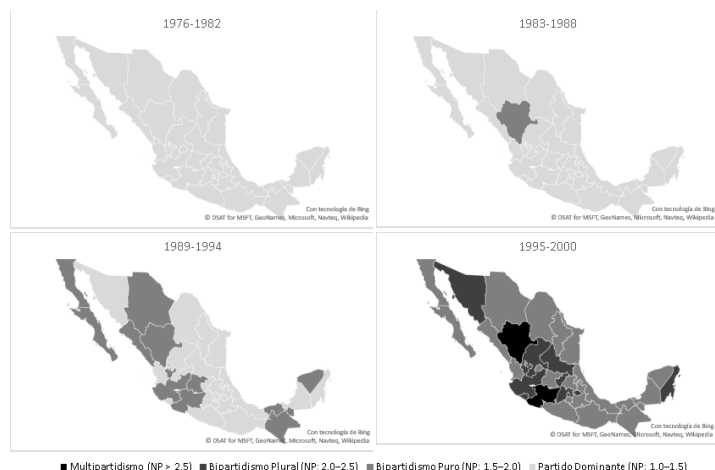 1976-1982
1983-1988
Con tecnología de Bing
© DSAT for MSFT, GeoNames, Microsoft, Navteq, Wikipedia
Con tecnología de Bing
© DSAT for MSFT, GeoNames, Microsoft, Navteq, Wikipedia
1989-1994
1995-2000
Con tecnología de Bing
© DSAT for MSFT, GeoNames, Microsoft, Navteq, Wikipedia
Con tecnología de Bing
© DSAT for MSFT, GeoNames, Microsoft, Navteq, Wikipedia
Multipartidismo (NP > 2.5) Bipartidismo Plural (NP: 2.0–2.5) Bipartidismo Puro (NP: 1.5–2.0) Partido Dominante (NP: 1.0–1.5)